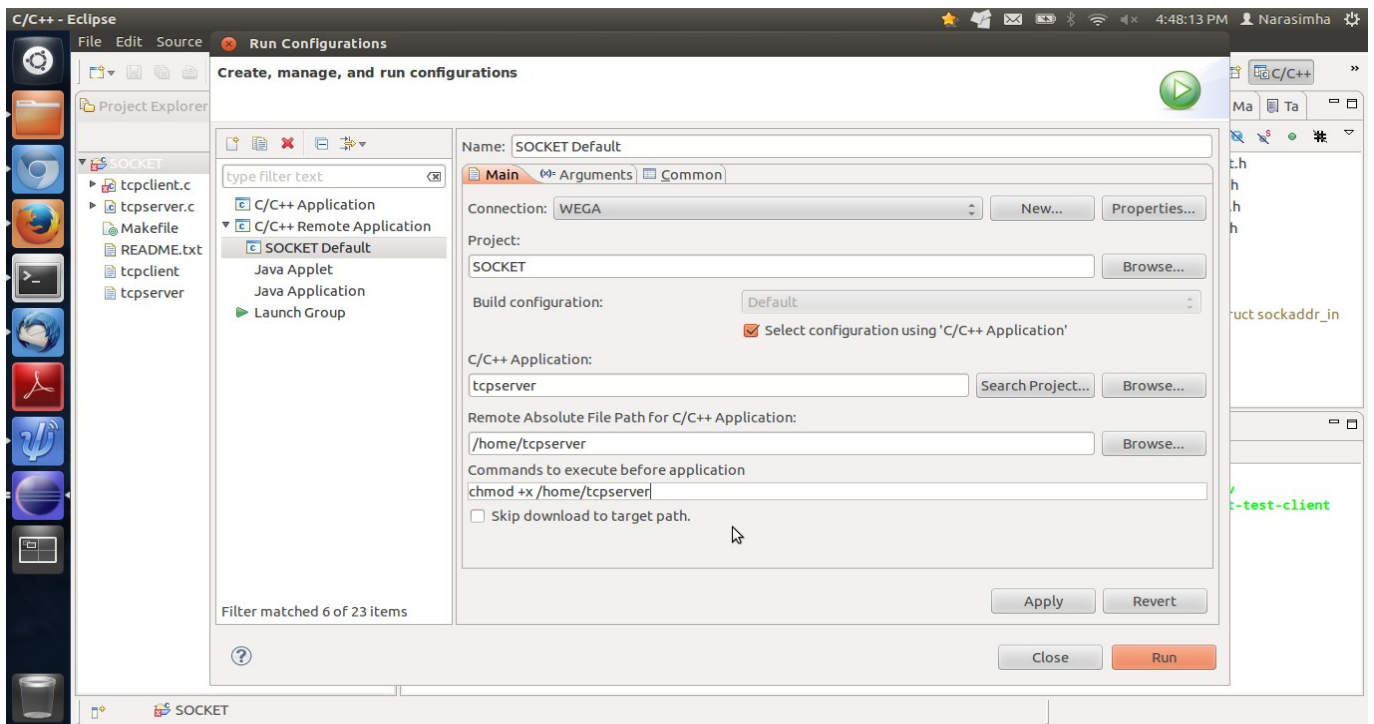 C/C++ - Eclipse
4:48:13 PM Narasimha
File Edit Source
Run Configurations
Create, manage, and run configurations
C/C++
Project Explorer
Ma Ta
SOCKET
tcpclient.c
tcpserver.c
Makefile
README.txt
tcpclient
tcpserver
type filter text
C/C++ Application
C/C++ Remote Application
SOCKET Default
Java Applet
Java Application
Launch Group
Filter matched 6 of 23 items
Name: SOCKET Default
Main Arguments Common
Connection: WEGA New... Properties...
Project:
SOCKET Browse...
Build configuration: Default
Select configuration using 'C/C++ Application'
C/C++ Application:
tcpserver Search Project... Browse...
Remote Absolute File Path for C/C++ Application:
/home/tcpserver Browse...
Commands to execute before application
chmod +x /home/tcpserver
Skip download to target path.
Apply Revert
Close Run
t.h
h
.h
h
ruct sockaddr_in
t-test-client
SOCKET